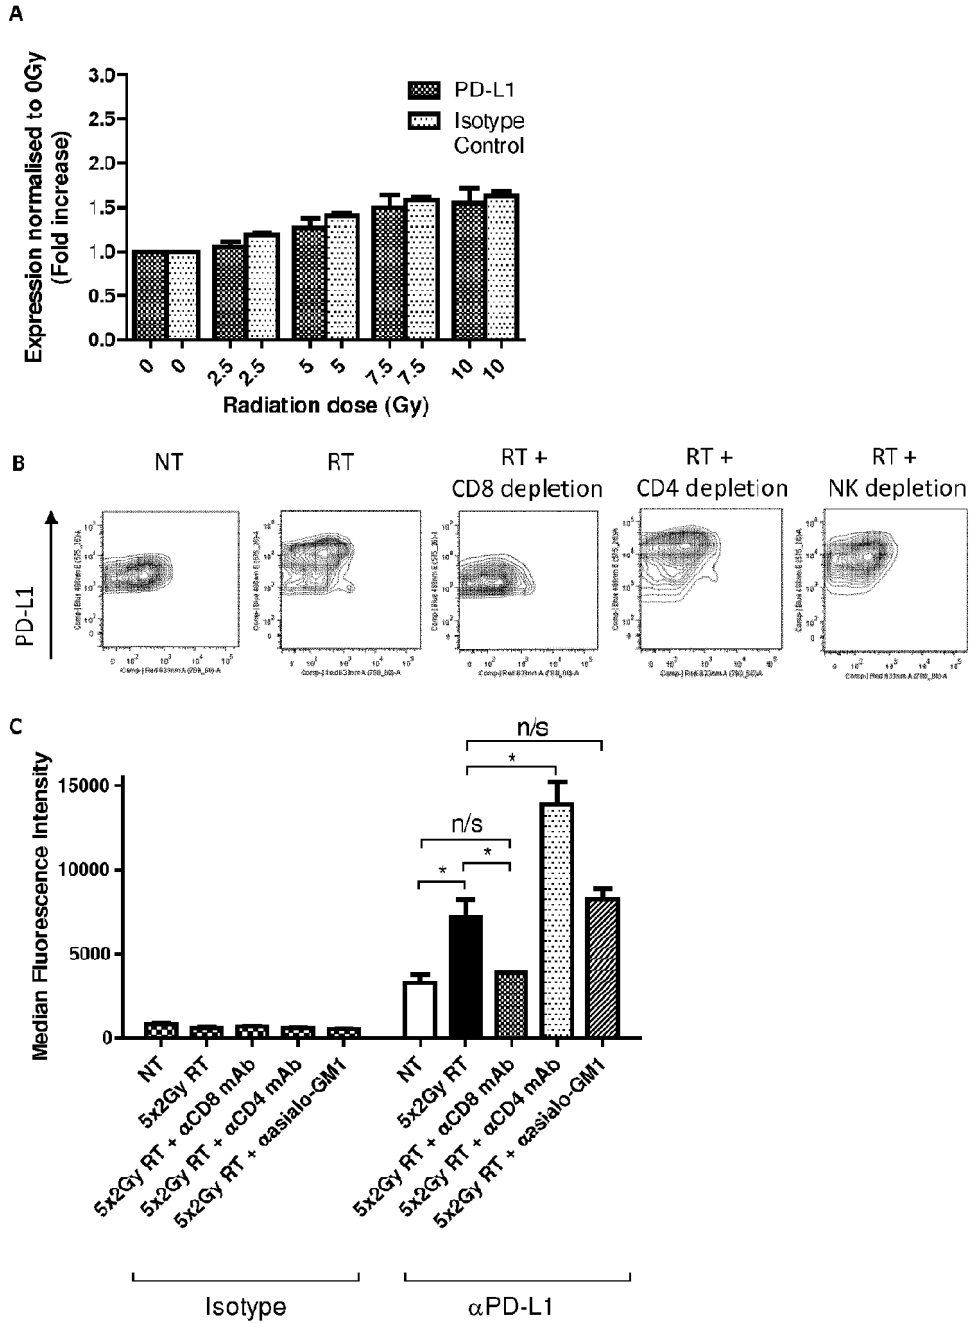 A
Expression normalised to 0Gy
(Fold increase)
3.0
2.5
2.0
1.5
1.0
0.5
0.0
PD-L1
Isotype
Control
0 0 2.5 2.5 5 5 7.5 7.5 10 10
Radiation dose (Gy)
B
NT
RT
RT +
CD8 depletion
RT +
CD4 depletion
RT +
NK depletion
PD-L1
C
Median Fluorescence Intensity
15000
10000
5000
0
n/s
*
n/s
*
*
NT
5x2Gy RT
5x2Gy RT + αCD8 mAb
5x2Gy RT + αCD4 mAb
5x2Gy RT + αasialo-GM1
NT
5x2Gy RT
5x2Gy RT + αCD8 mAb
5x2Gy RT + αCD4 mAb
5x2Gy RT + αasialo-GM1
Isotype
αPD-L1